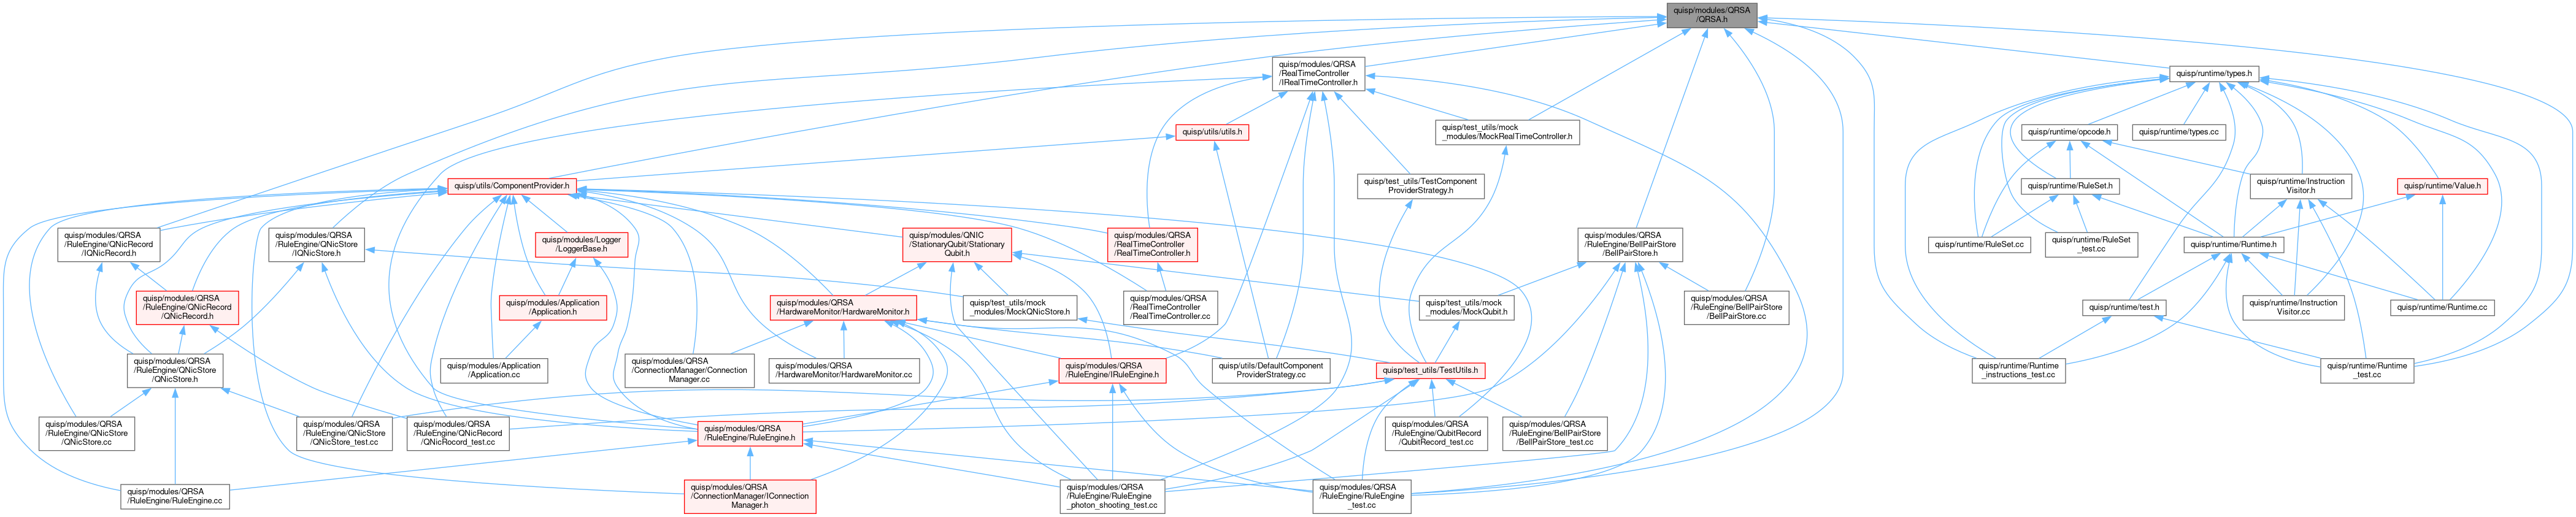 quisp/modules/QRSA
/QRSA.h
quisp/modules/QRSA
/RealTimeController
/IRealTimeController.h
quisp/runtime/types.h
quisp/utils/utils.h
quisp/test_utils/mock
_modules/MockRealTimeController.h
quisp/runtime/opcode.h
quisp/runtime/types.cc
quisp/utils/ComponentProvider.h
quisp/test_utils/TestComponent
ProviderStrategy.h
quisp/runtime/RuleSet.h
quisp/runtime/Instruction
Visitor.h
quisp/runtime/Value.h
quisp/modules/QRSA
/RuleEngine/QNicRecord
/IQNicRecord.h
quisp/modules/QRSA
/RuleEngine/QNicStore
/IQNicStore.h
quisp/modules/Logger
/LoggerBase.h
quisp/modules/QNIC
/StationaryQubit/Stationary
Qubit.h
quisp/modules/QRSA
/RealTimeController
/RealTimeController.h
quisp/modules/QRSA
/RuleEngine/BellPairStore
/BellPairStore.h
quisp/runtime/RuleSet.cc
quisp/runtime/RuleSet
_test.cc
quisp/runtime/Runtime.h
quisp/modules/QRSA
/RuleEngine/QNicRecord
/QNicRecord.h
quisp/modules/Application
/Application.h
quisp/modules/QRSA
/HardwareMonitor/HardwareMonitor.h
quisp/test_utils/mock
_modules/MockQNicStore.h
quisp/modules/QRSA
/RealTimeController
/RealTimeController.cc
quisp/test_utils/mock
_modules/MockQubit.h
quisp/modules/QRSA
/RuleEngine/BellPairStore
/BellPairStore.cc
quisp/runtime/test.h
quisp/runtime/Instruction
Visitor.cc
quisp/runtime/Runtime.cc
quisp/modules/QRSA
/RuleEngine/QNicStore
/QNicStore.h
quisp/modules/Application
/Application.cc
quisp/modules/QRSA
/ConnectionManager/Connection
Manager.cc
quisp/modules/QRSA
/HardwareMonitor/HardwareMonitor.cc
quisp/modules/QRSA
/RuleEngine/IRuleEngine.h
quisp/utils/DefaultComponent
ProviderStrategy.cc
quisp/test_utils/TestUtils.h
quisp/runtime/Runtime
_instructions_test.cc
quisp/runtime/Runtime
_test.cc
quisp/modules/QRSA
/RuleEngine/QNicStore
/QNicStore.cc
quisp/modules/QRSA
/RuleEngine/QNicStore
/QNicStore_test.cc
quisp/modules/QRSA
/RuleEngine/QNicRecord
/QNicRocord_test.cc
quisp/modules/QRSA
/RuleEngine/RuleEngine.h
quisp/modules/QRSA
/RuleEngine/QubitRecord
/QubitRecord_test.cc
quisp/modules/QRSA
/RuleEngine/BellPairStore
/BellPairStore_test.cc
quisp/modules/QRSA
/RuleEngine/RuleEngine.cc
quisp/modules/QRSA
/ConnectionManager/IConnection
Manager.h
quisp/modules/QRSA
/RuleEngine/RuleEngine
_photon_shooting_test.cc
quisp/modules/QRSA
/RuleEngine/RuleEngine
_test.cc